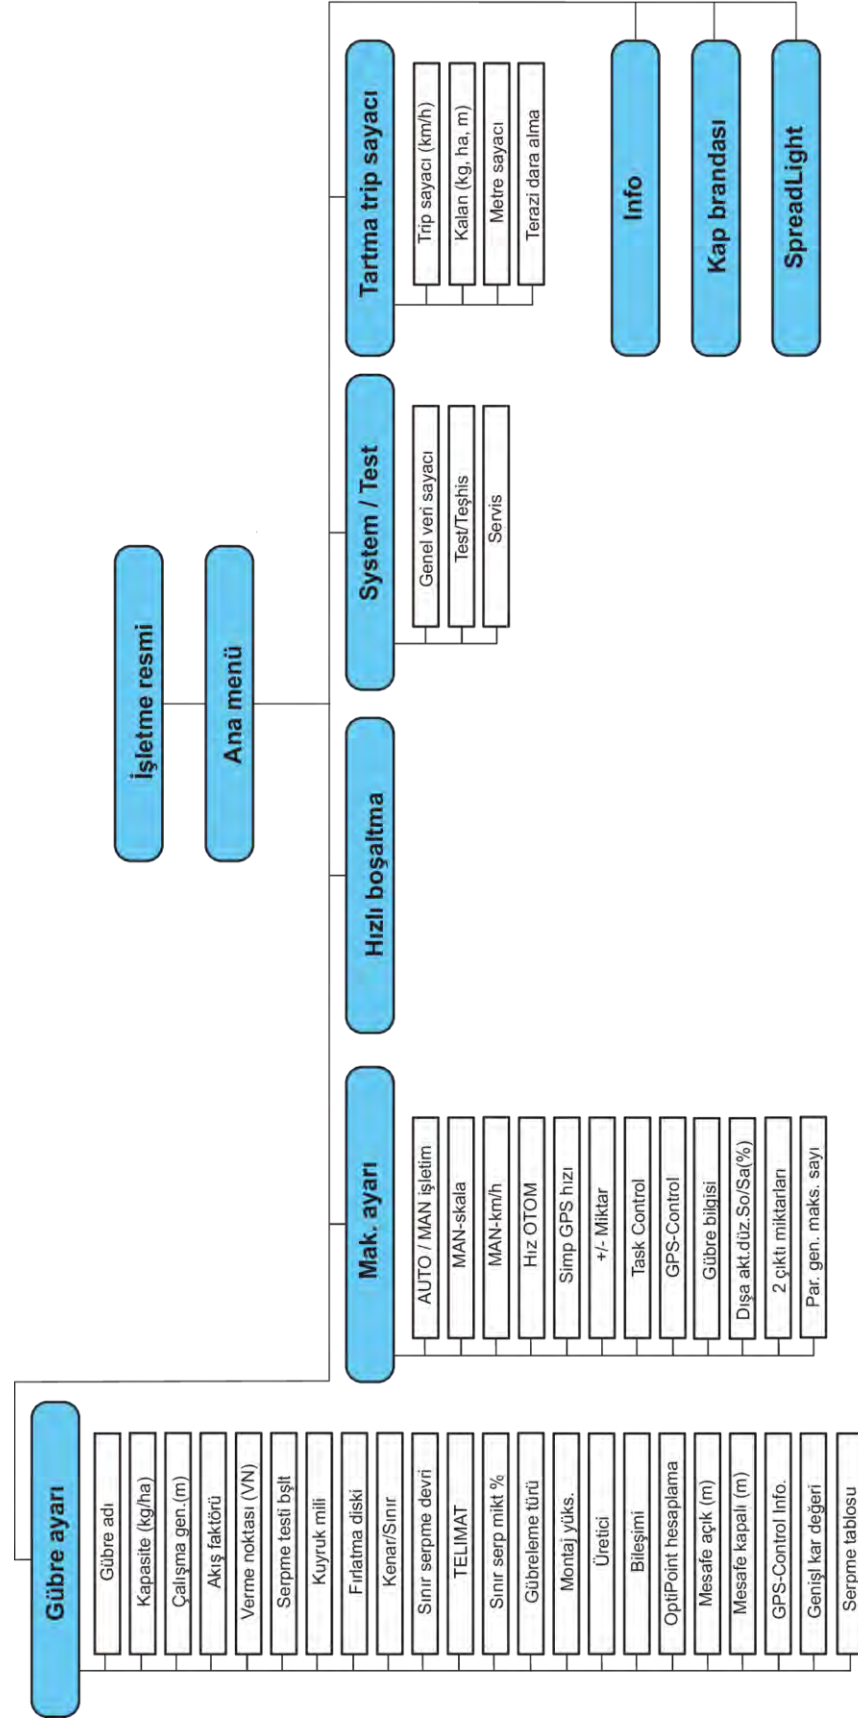 İşletme resmi
Ana menü
Gübre ayarı
Gübre adı
Kapasite (kg/ha)
Çalışma gen.(m)
Akış faktörü
Verme noktası (VN)
Serpme testi bşlt
Kuyruk mili
Fırlatma diski
Kenar/Sınır
Sınır serpme devri
TELIMAT
Sınır serp mikt %
Gübreleme türü
Montaj yüks.
Üretici
Bileşimi
OptiPoint hesaplama
Mesafe açık (m)
Mesafe kapalı (m)
GPS-Control Info.
Genişl kar değeri
Serpme tablosu
Mak. ayarı
AUTO / MAN işletim
MAN-skala
MAN-km/h
Hız OTOM
Simp GPS hızı
+/- Miktar
Task Control
GPS-Control
Gübre bilgisi
Dışa akt.düz.So/Sa(%)
2 çıktı miktarları
Par. gen. maks. sayı
Hızlı boşaltma
System / Test
Genel veri sayacı
Test/Teşhis
Servis
Tartma trip sayacı
Trip sayacı (km/h)
Kalan (kg, ha, m)
Metre sayacı
Terazi dara alma
Info
Kap brandası
SpreadLight